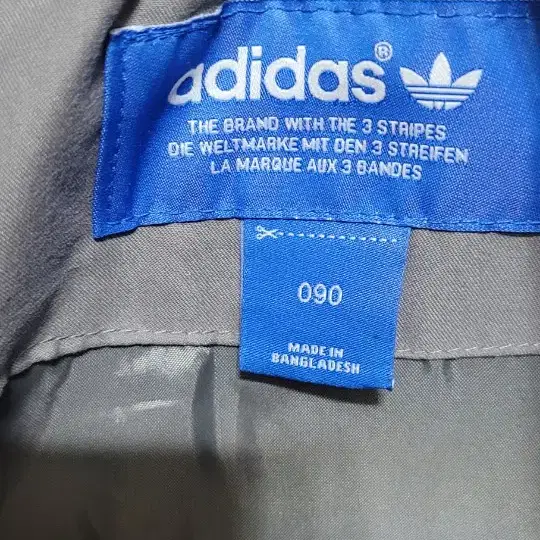 adidas®
THE BRAND WITH THE 3 STRIPES
DIE WELTMARKE MIT DEN 3 STREIFEN
LA MARQUE AUX 3 BANDES
090
MADE IN
BANGLADESH